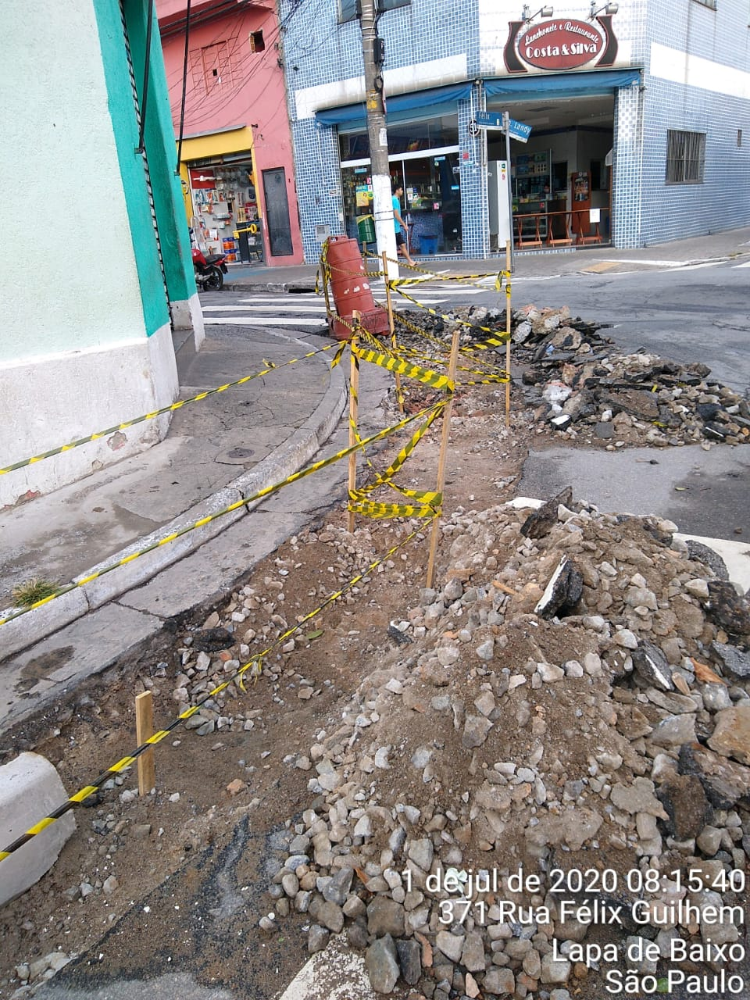 Lanchonete e Restaurante
Costa & Silva
Félix
Landy
1 de jul de 2020 08:15:40
371 Rua Félix Guilhem
Lapa de Baixo
São Paulo